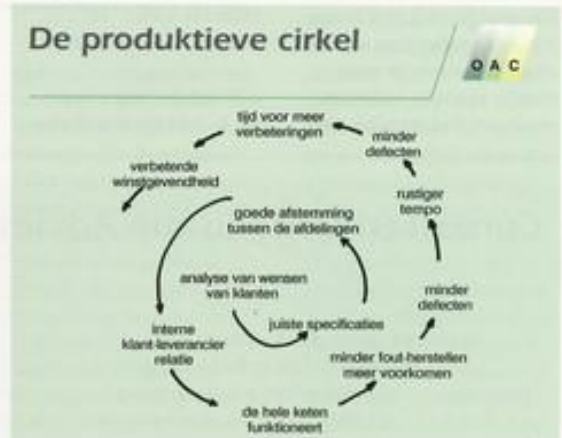 De produktieve cirkel
OAC
tijd voor meer
verbeteringen
minder
defecten
verbeterde
winstgevendheid
rustiger
tempo
goede afstemming
tussen de afdelingen
analyse van wensen
van klanten
minder
defecten
juiste specificaties
interne
klant-leverancier
relatie
minder fout-herstellen
meer voorkomen
de hele keten
funktioneert